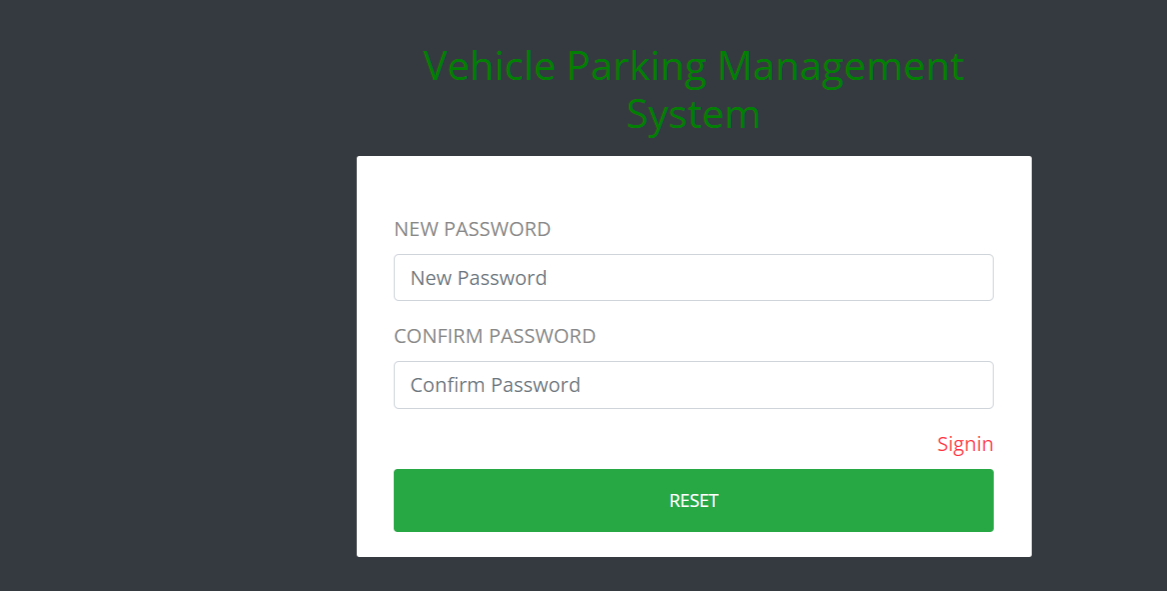 Vehicle Parking Management
System
NEW PASSWORD
New Password
CONFIRM PASSWORD
Confirm Password
Signin
RESET